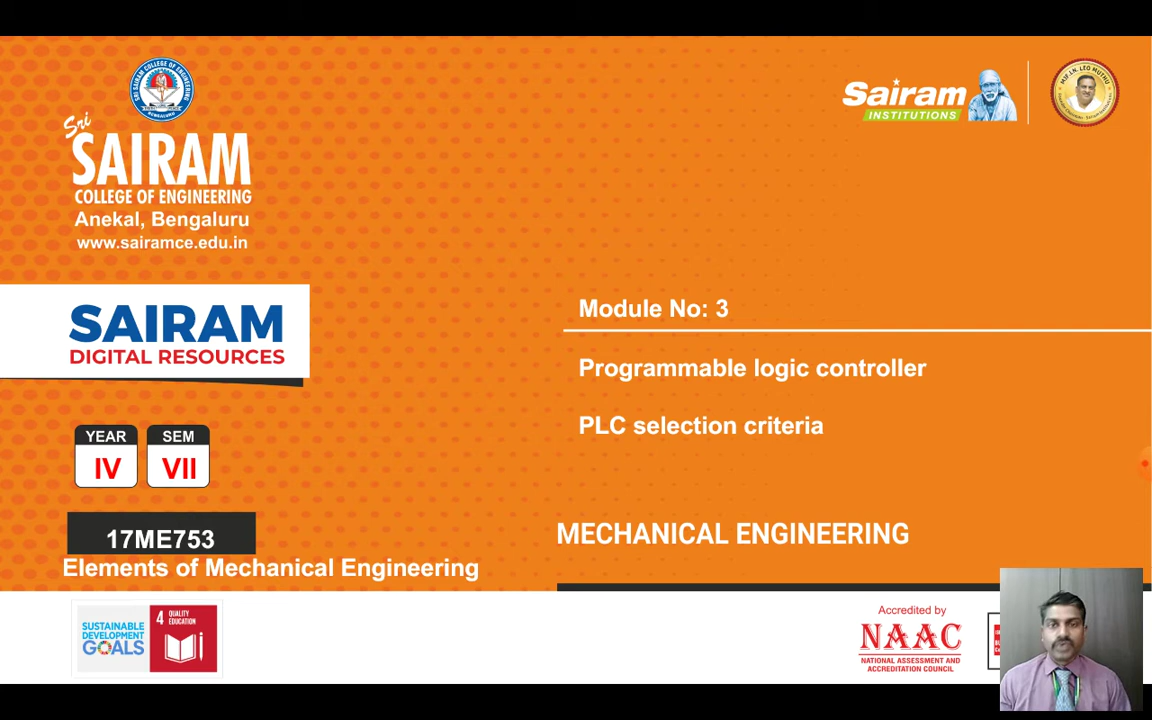 Sri
SAIRAM
COLLEGE OF ENGINEERING
Anekal, Bengaluru
www.sairamce.edu.in
Sairam
INSTITUTIONS
SAIRAM
DIGITAL RESOURCES
Module No: 3
Programmable logic controller
PLC selection criteria
YEAR
IV
SEM
VII
17ME753
Elements of Mechanical Engineering
MECHANICAL ENGINEERING
SUSTAINABLE
DEVELOPMENT
GOALS
4 QUALITY
EDUCATION
Accredited by
NAAC
NATIONAL ASSESSMENT AND
ACCREDITATION COUNCIL